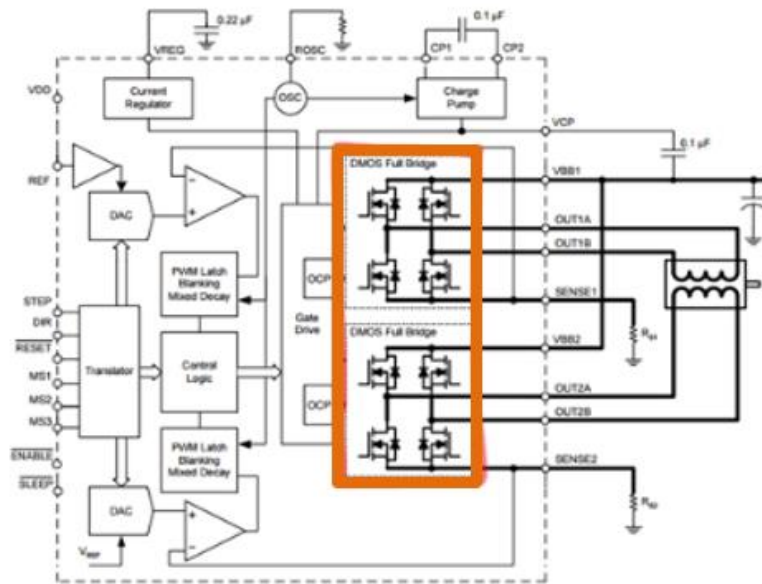 0.22 µF
0.1 µF
VREG
ROSC
CP1
CP2
VDD
Current
Regulator
OSC
Charge
Pump
VCP
REF
DMOS Full Bridge
VBB1
0.1 µF
DAC
OUT1A
OUT1B
PWM Latch
Blanking
Mixed Decay
OCP
STEP
DIR
RESET
MS1
MS2
MS3
ENABLE
SLEEP
Translator
Control
Logic
Gate
Drive
SENSE1
DMOS Full Bridge
VBB2
OCP
OUT2A
OUT2B
PWM Latch
Blanking
Mixed Decay
SENSE2
DAC
VREF